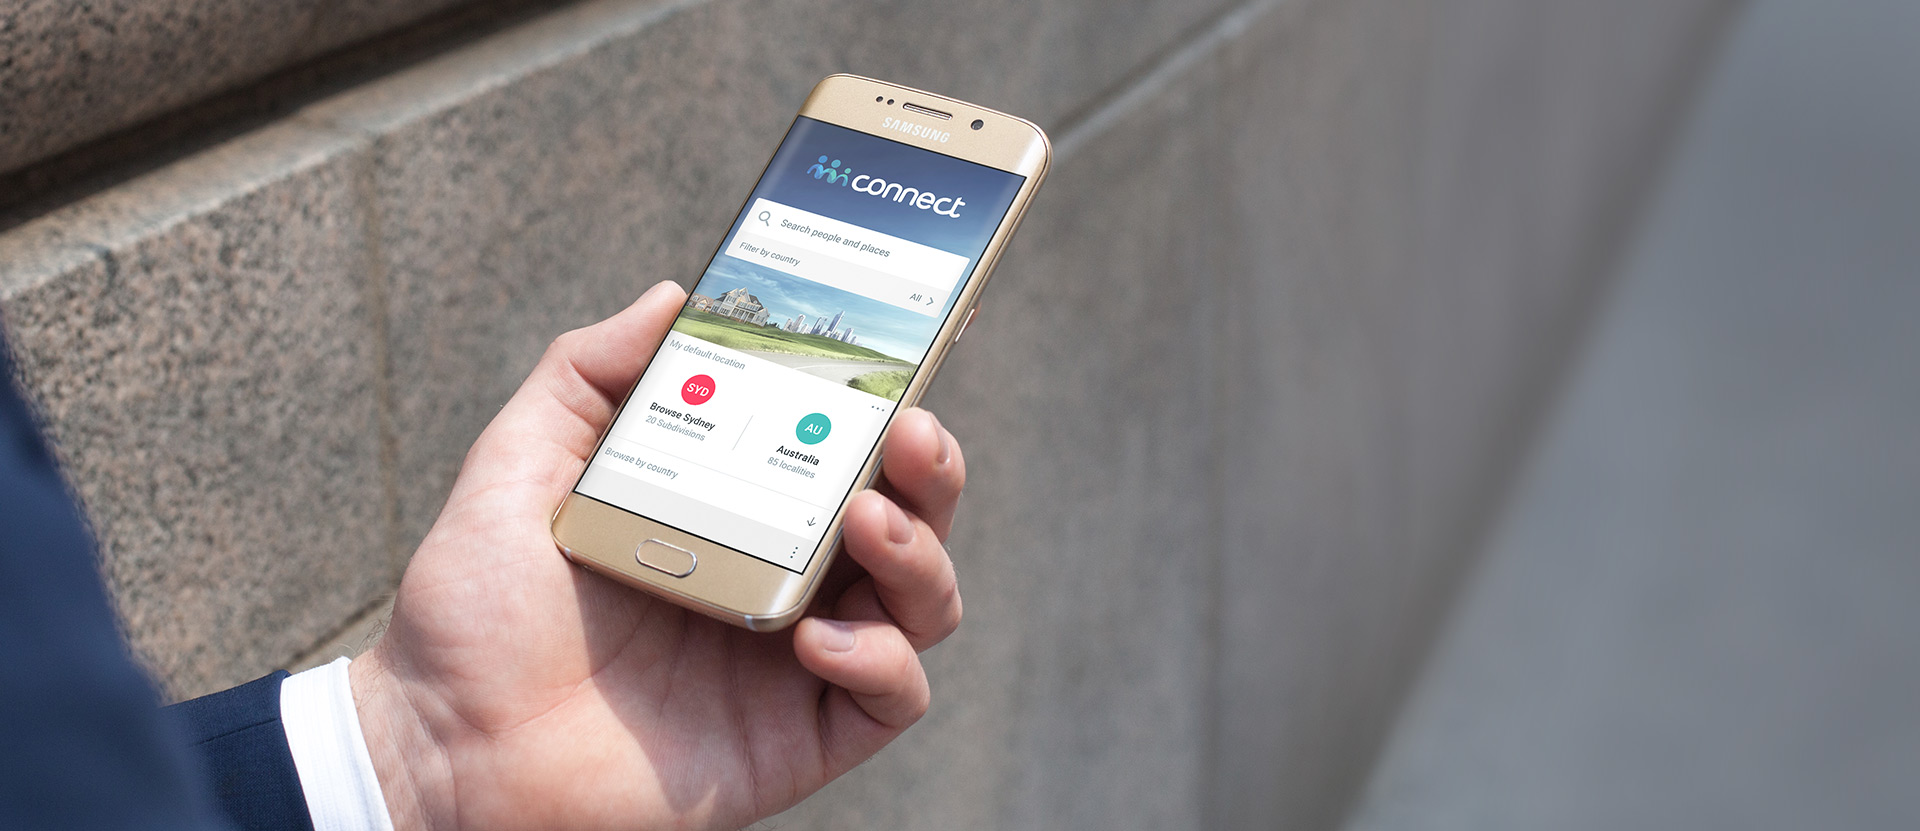 SAMSUNG
connect
Search people and places
Filter by country
All
My default location
SYD
Browse Sydney
20 Subdivisions
AU
Australia
85 localities
Browse by country